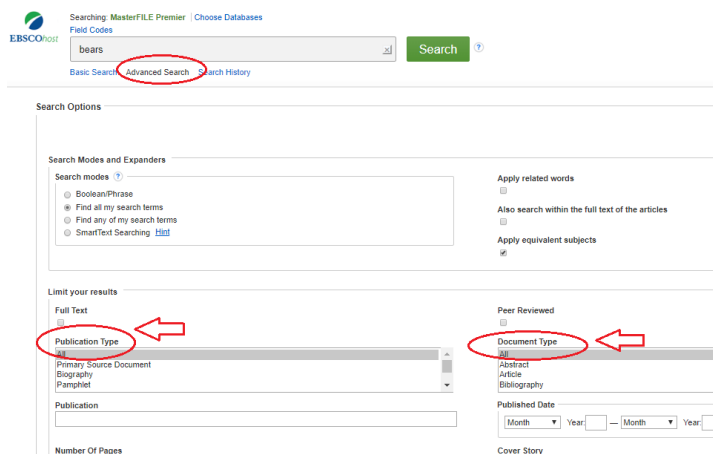 Searching: MasterFILE Premier | Choose Databases
Field Codes
EBSCOhost
bears
Search
Basic Search Advanced Search Search History
Search Options
Search Modes and Expanders
Search modes ?
Boolean/Phrase
Find all my search terms
Find any of my search terms
SmartText Searching Hint
Apply related words
Also search within the full text of the articles
Apply equivalent subjects
Limit your results
Full Text
Publication Type
All
Primary Source Document
Biography
Pamphlet
Publication
Number Of Pages
Peer Reviewed
Document Type
All
Abstract
Article
Bibliography
Published Date
Month Year: — Month Year:
Cover Story